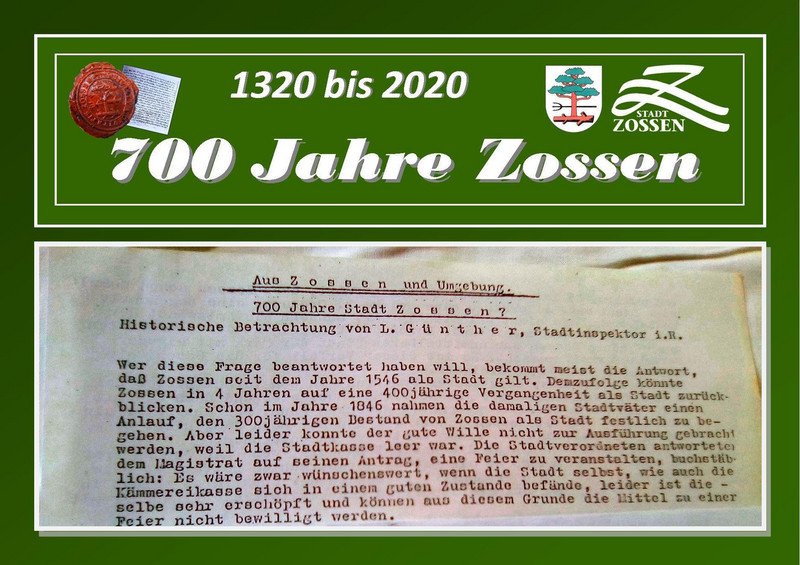 1320 bis 2020
STADT
ZOSSEN
700 Jahre Zossen
Aus Z o s s e n und Umgebung.
700 Jahre Stadt Z o s s e n ?
Historische Betrachtung von L. G ü n t h e r , Stadtinspektor i.R.
Wer diese Frage beantwortet haben will, bekommt meist die Antwort,
daß Zossen seit dem Jahre 1546 als Stadt gilt. Demzufolge könnte
Zossen in 4 Jahren auf eine 400jährige Vergangenheit als Stadt zurück-
blicken. Schon im Jahre 1846 nahmen die damaligen Stadtväter einen
Anlauf, den 300jährigen Bestand von Zossen als Stadt festlich zu be-
gehen. Aber leider konnte der gute Wille nicht zur Ausführung gebracht
werden, weil die Stadtkasse leer war. Die Stadtverordneten antworteten
dem Magistrat auf seinen Antrag, eine Feier zu veranstalten, buchstäb-
lich: Es wäre zwar wünschenswert, wenn die Stadt selbst, wie auch die
Kämmereikasse sich in einem guten Zustande befände, leider ist die -
selbe sehr erschöpft und können aus diesem Grunde die Mittel zu einer
Feier nicht bewilligt werden.